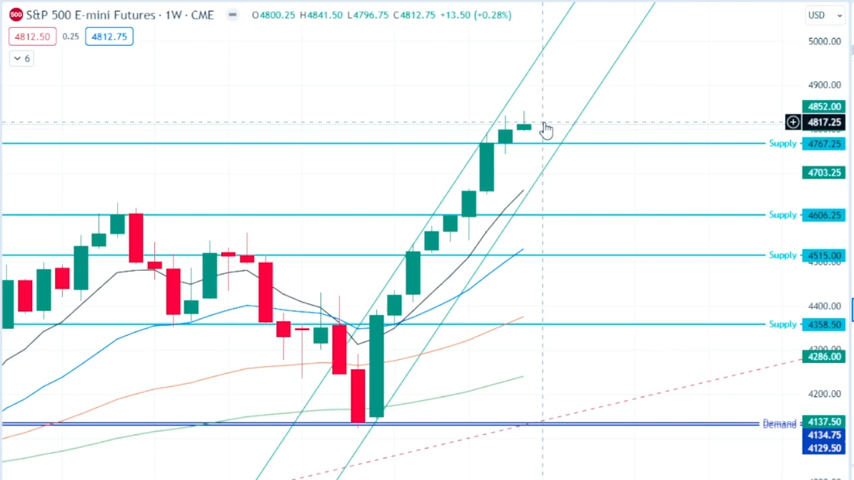 500 S&P 500 E-mini Futures · 1W · CME O4800.25 H4841.50 L4796.75 C4812.75 +13.50 (+0.28%) USD
4812.50 0.25 4812.75
6
5000.00
4900.00
4852.00
4817.25
Supply 4767.25
4703.25
Supply 4606.25
Supply 4515.00
4400.00
Supply 4358.50
4286.00
4200.00
Demand 4137.50
4134.75
4129.50